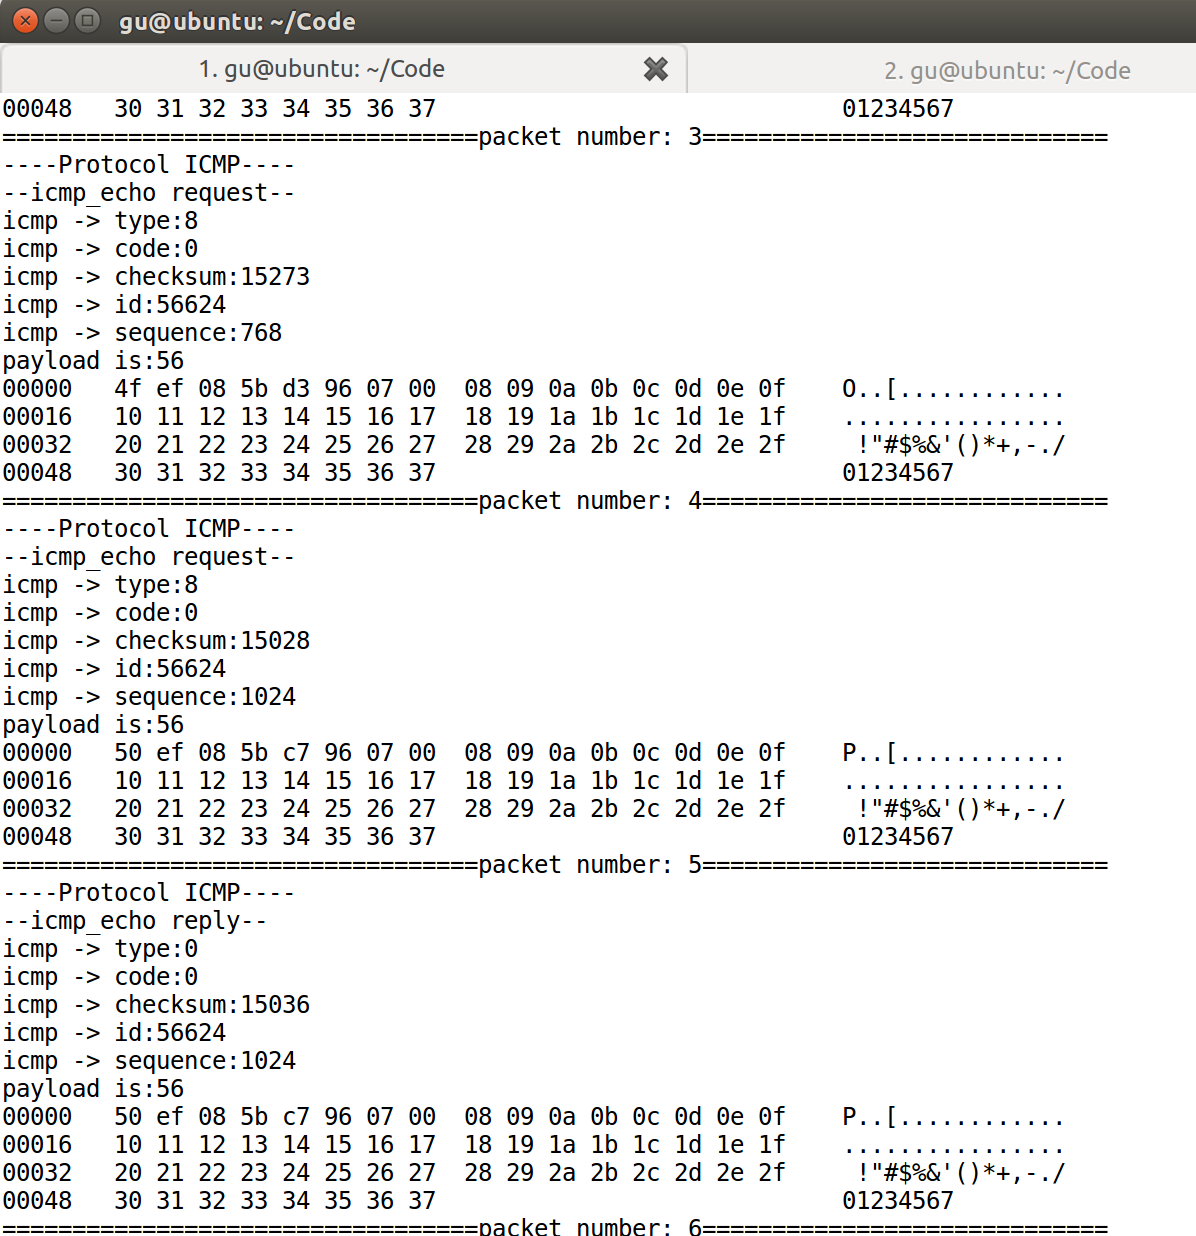 gu@ubuntu: ~/Code
1. gu@ubuntu: ~/Code
2. gu@ubuntu: ~/Code
00048   30 31 32 33 34 35 36 37                             01234567
==================================packet number: 3=============================
----Protocol ICMP----
--icmp_echo request--
icmp -> type:8
icmp -> code:0
icmp -> checksum:15273
icmp -> id:56624
icmp -> sequence:768
payload is:56
00000   4f ef 08 5b d3 96 07 00  08 09 0a 0b 0c 0d 0e 0f    O..[............
00016   10 11 12 13 14 15 16 17  18 19 1a 1b 1c 1d 1e 1f    ................
00032   20 21 22 23 24 25 26 27  28 29 2a 2b 2c 2d 2e 2f     !"#$%&'()*+,-./
00048   30 31 32 33 34 35 36 37                             01234567
==================================packet number: 4=============================
----Protocol ICMP----
--icmp_echo request--
icmp -> type:8
icmp -> code:0
icmp -> checksum:15028
icmp -> id:56624
icmp -> sequence:1024
payload is:56
00000   50 ef 08 5b c7 96 07 00  08 09 0a 0b 0c 0d 0e 0f    P..[............
00016   10 11 12 13 14 15 16 17  18 19 1a 1b 1c 1d 1e 1f    ................
00032   20 21 22 23 24 25 26 27  28 29 2a 2b 2c 2d 2e 2f     !"#$%&'()*+,-./
00048   30 31 32 33 34 35 36 37                             01234567
==================================packet number: 5=============================
----Protocol ICMP----
--icmp_echo reply--
icmp -> type:0
icmp -> code:0
icmp -> checksum:15036
icmp -> id:56624
icmp -> sequence:1024
payload is:56
00000   50 ef 08 5b c7 96 07 00  08 09 0a 0b 0c 0d 0e 0f    P..[............
00016   10 11 12 13 14 15 16 17  18 19 1a 1b 1c 1d 1e 1f    ................
00032   20 21 22 23 24 25 26 27  28 29 2a 2b 2c 2d 2e 2f     !"#$%&'()*+,-./
00048   30 31 32 33 34 35 36 37                             01234567
==================================packet number: 6=============================